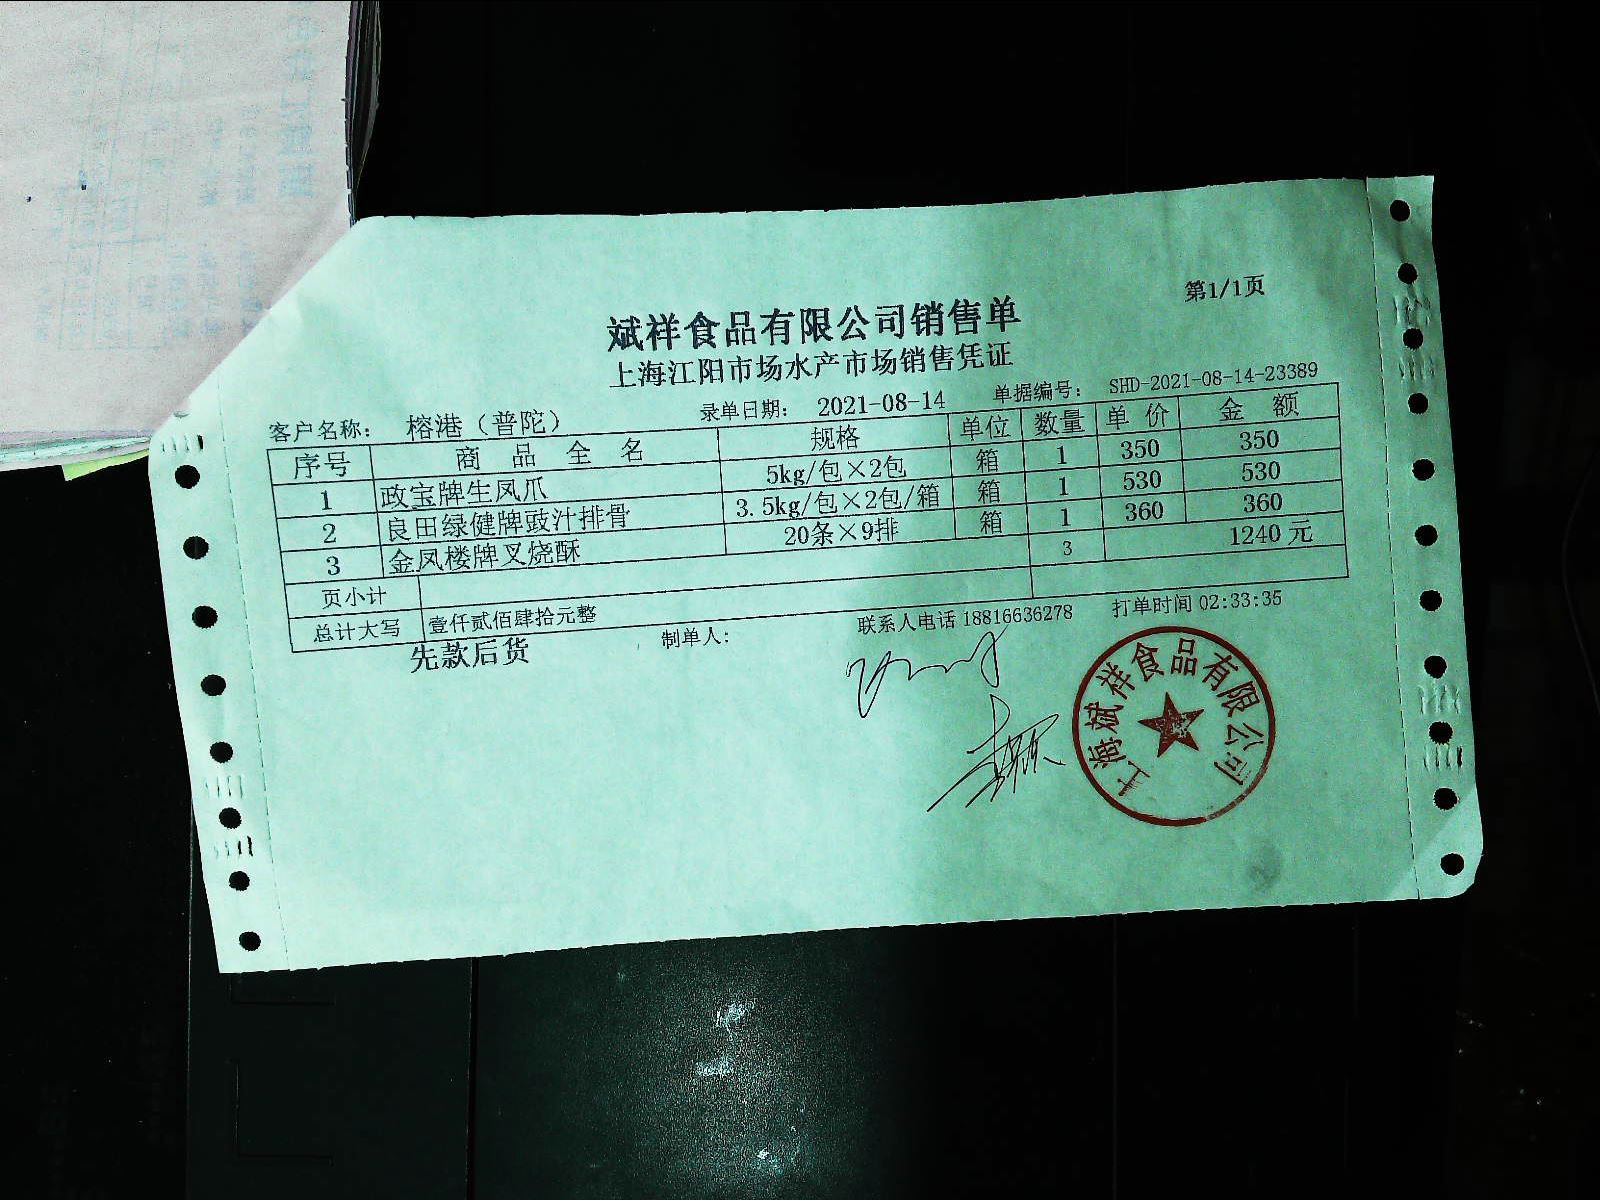 第1/1页
斌祥食品有限公司销售单
上海江阳市场水产市场销售凭证
客户名称： 榕港（普陀） 录单日期： 2021-08-14 单据编号： SHD-2021-08-14-23389
序号 商品全名 规格 单位 数量 单价 金额
1 政宝牌生凤爪 5kg/包×2包 箱 1 350 350
2 良田绿健牌豉汁排骨 3.5kg/包×2包/箱 箱 1 530 530
3 金凤楼牌叉烧酥 20条×9排 箱 1 360 360
页小计 3 1240 元
总计大写 壹仟贰佰肆拾元整
先款后货 制单人: 联系人电话 18816636278 打单时间 02:33:35
上海斌祥食品有限公司